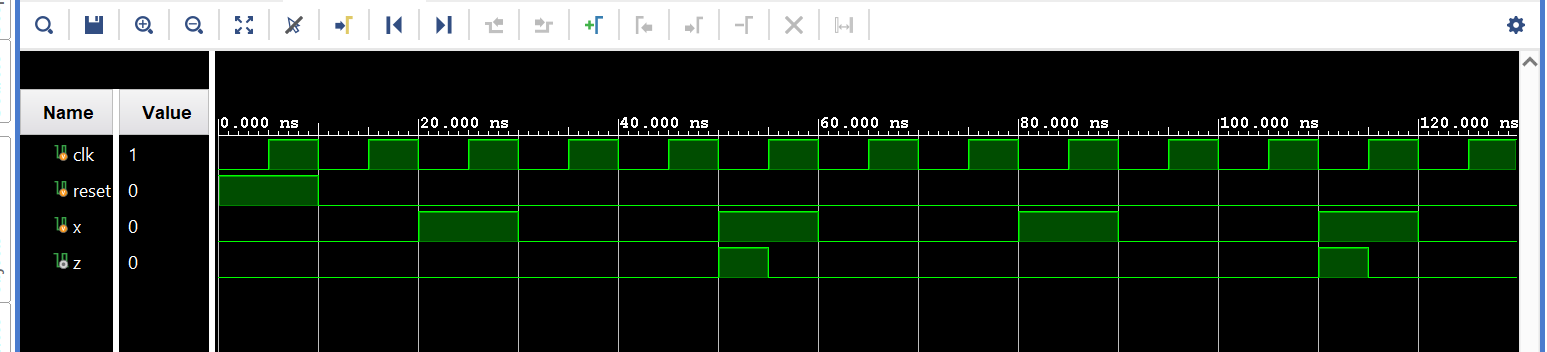 Name Value
0.000 ns 20.000 ns 40.000 ns 60.000 ns 80.000 ns 100.000 ns 120.000 ns
clk 1
reset 0
x 0
z 0